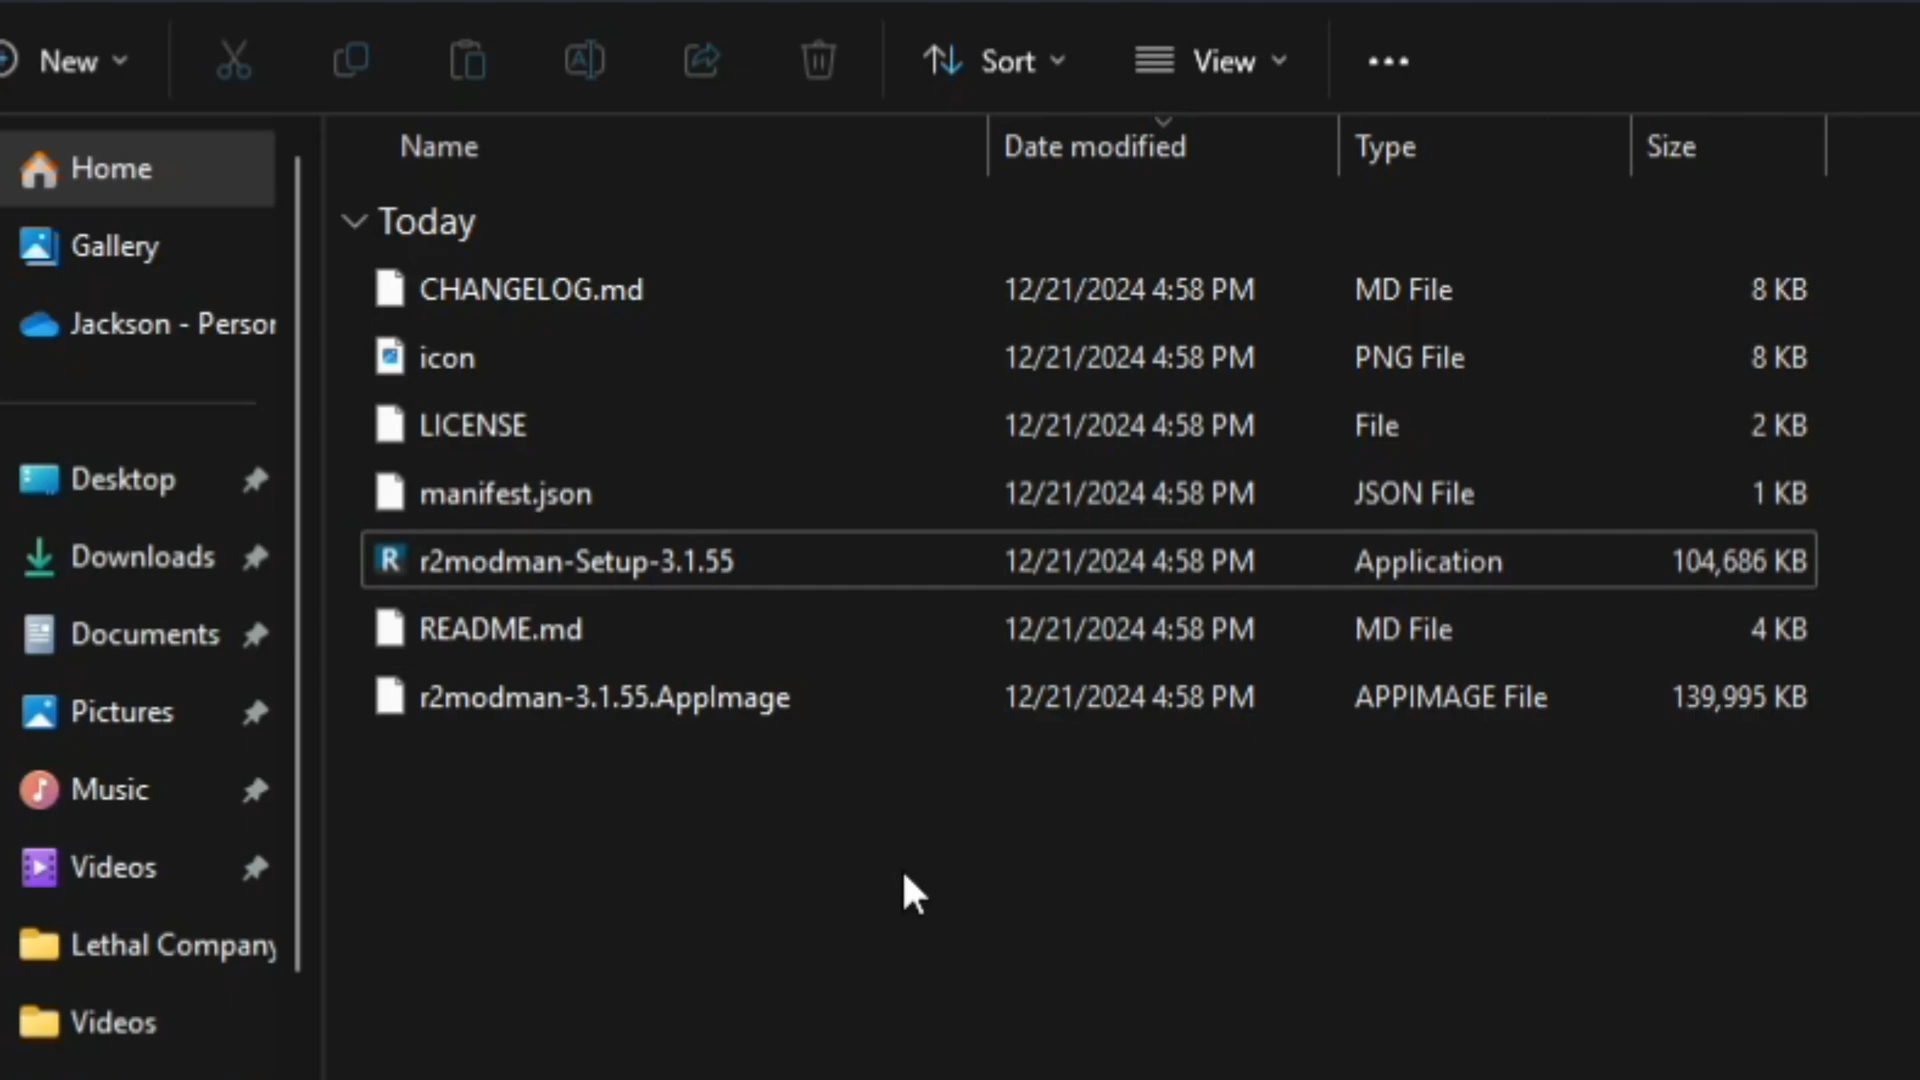 New
Sort
View
Name Date modified Type Size
Home
Gallery
Jackson - Person
Desktop
Downloads
Documents
Pictures
Music
Videos
Lethal Company
Videos
Today
CHANGELOG.md 12/21/2024 4:58 PM MD File 8 KB
icon 12/21/2024 4:58 PM PNG File 8 KB
LICENSE 12/21/2024 4:58 PM File 2 KB
manifest.json 12/21/2024 4:58 PM JSON File 1 KB
R r2modman-Setup-3.1.55 12/21/2024 4:58 PM Application 104,686 KB
README.md 12/21/2024 4:58 PM MD File 4 KB
r2modman-3.1.55.AppImage 12/21/2024 4:58 PM APPIMAGE File 139,995 KB